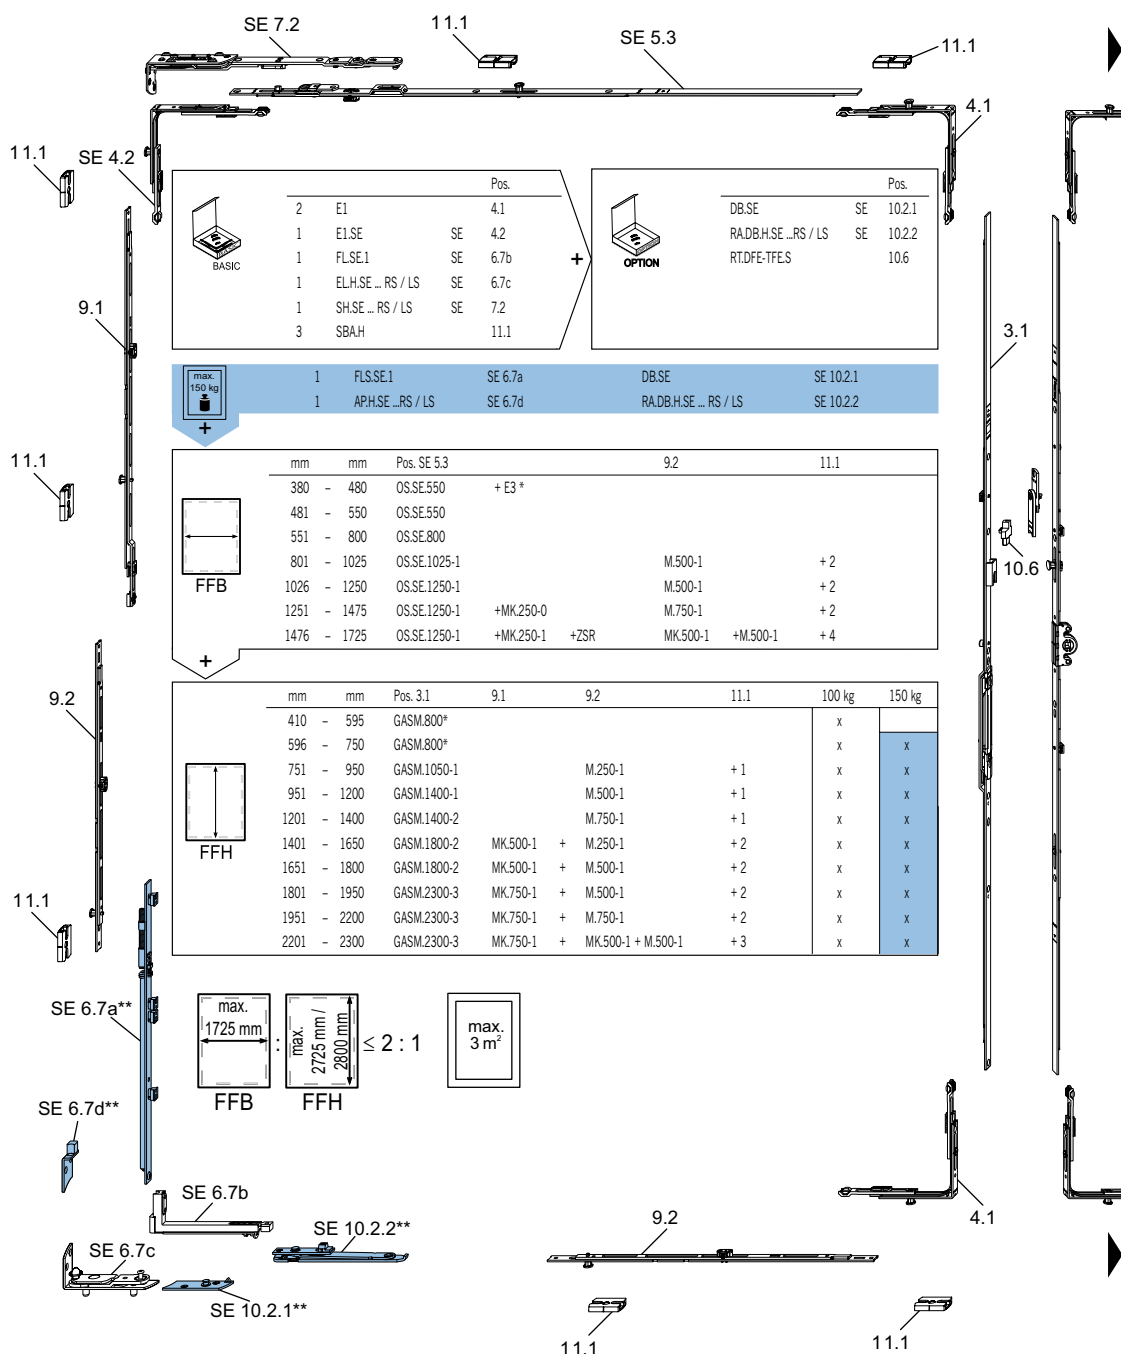 SE 7.2
11.1
SE 5.3
11.1
4.1
11.1
SE 4.2
Pos.
2 E1 4.1
1 E1.SE SE 4.2
1 FL.SE.1 SE 6.7b
1 EL.H.SE ... RS / LS SE 6.7c
1 SH.SE ... RS / LS SE 7.2
3 SBA.H 11.1
BASIC
+
Pos.
DB.SE SE 10.2.1
RA.DB.H.SE ...RS / LS SE 10.2.2
RT.DFE-TFE.S 10.6
OPTION
9.1
3.1
max.
150 kg
+
1 FLS.SE.1 SE 6.7a DB.SE SE 10.2.1
1 AP.H.SE ...RS / LS SE 6.7d RA.DB.H.SE ... RS / LS SE 10.2.2
11.1
mm mm Pos. SE 5.3 9.2 11.1
380 – 480 OS.SE.550 + E3 *
481 – 550 OS.SE.550
551 – 800 OS.SE.800
801 – 1025 OS.SE.1025-1 M.500-1 + 2
1026 – 1250 OS.SE.1250-1 M.500-1 + 2
1251 – 1475 OS.SE.1250-1 +MK.250-0 M.750-1 + 2
1476 – 1725 OS.SE.1250-1 +MK.250-1 +ZSR MK.500-1 +M.500-1 + 4
FFB
+
10.6
9.2
mm mm Pos. 3.1 9.1 9.2 11.1 100 kg 150 kg
410 – 595 GASM.800* x
596 – 750 GASM.800* x x
751 – 950 GASM.1050-1 M.250-1 + 1 x x
951 – 1200 GASM.1400-1 M.500-1 + 1 x x
1201 – 1400 GASM.1400-2 M.750-1 + 1 x x
1401 – 1650 GASM.1800-2 MK.500-1 + M.250-1 + 2 x x
1651 – 1800 GASM.1800-2 MK.500-1 + M.500-1 + 2 x x
1801 – 1950 GASM.2300-3 MK.750-1 + M.500-1 + 2 x x
1951 – 2200 GASM.2300-3 MK.750-1 + M.750-1 + 2 x x
2201 – 2300 GASM.2300-3 MK.750-1 + MK.500-1 + M.500-1 + 3 x x
FFH
11.1
SE 6.7a**
max.
1725 mm
FFB
:
max.
2725 mm /
2800 mm
FFH
≤ 2 : 1
max.
3 m²
SE 6.7d**
SE 6.7b
SE 10.2.2**
9.2
4.1
SE 6.7c
SE 10.2.1**
11.1
11.1